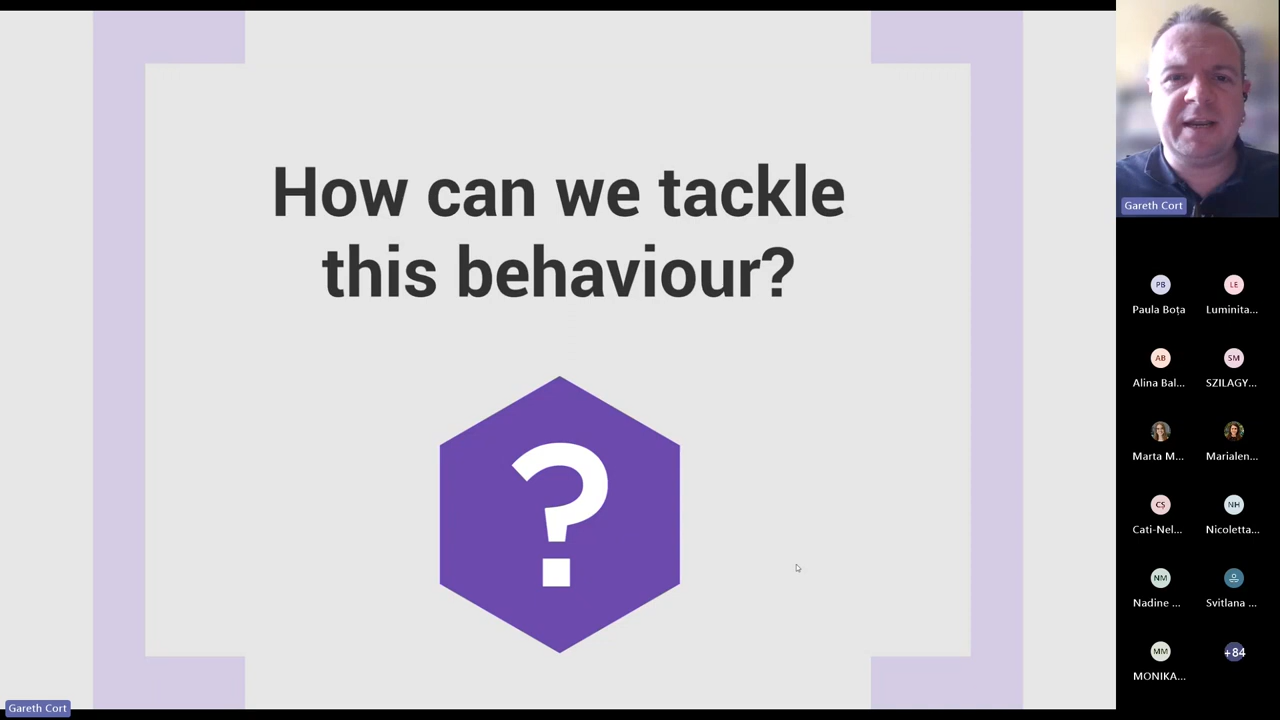 How can we tackle
this behaviour?
?
Gareth Cort
Gareth Cort
PB
LE
Paula Boța
Luminita...
AB
SM
Alina Bal...
SZILAGY...
Marta M...
Marialen...
CȘ
NH
Cati-Nel...
Nicoletta...
NM
Nadine ...
Svitlana ...
MM
+84
MONIKA...